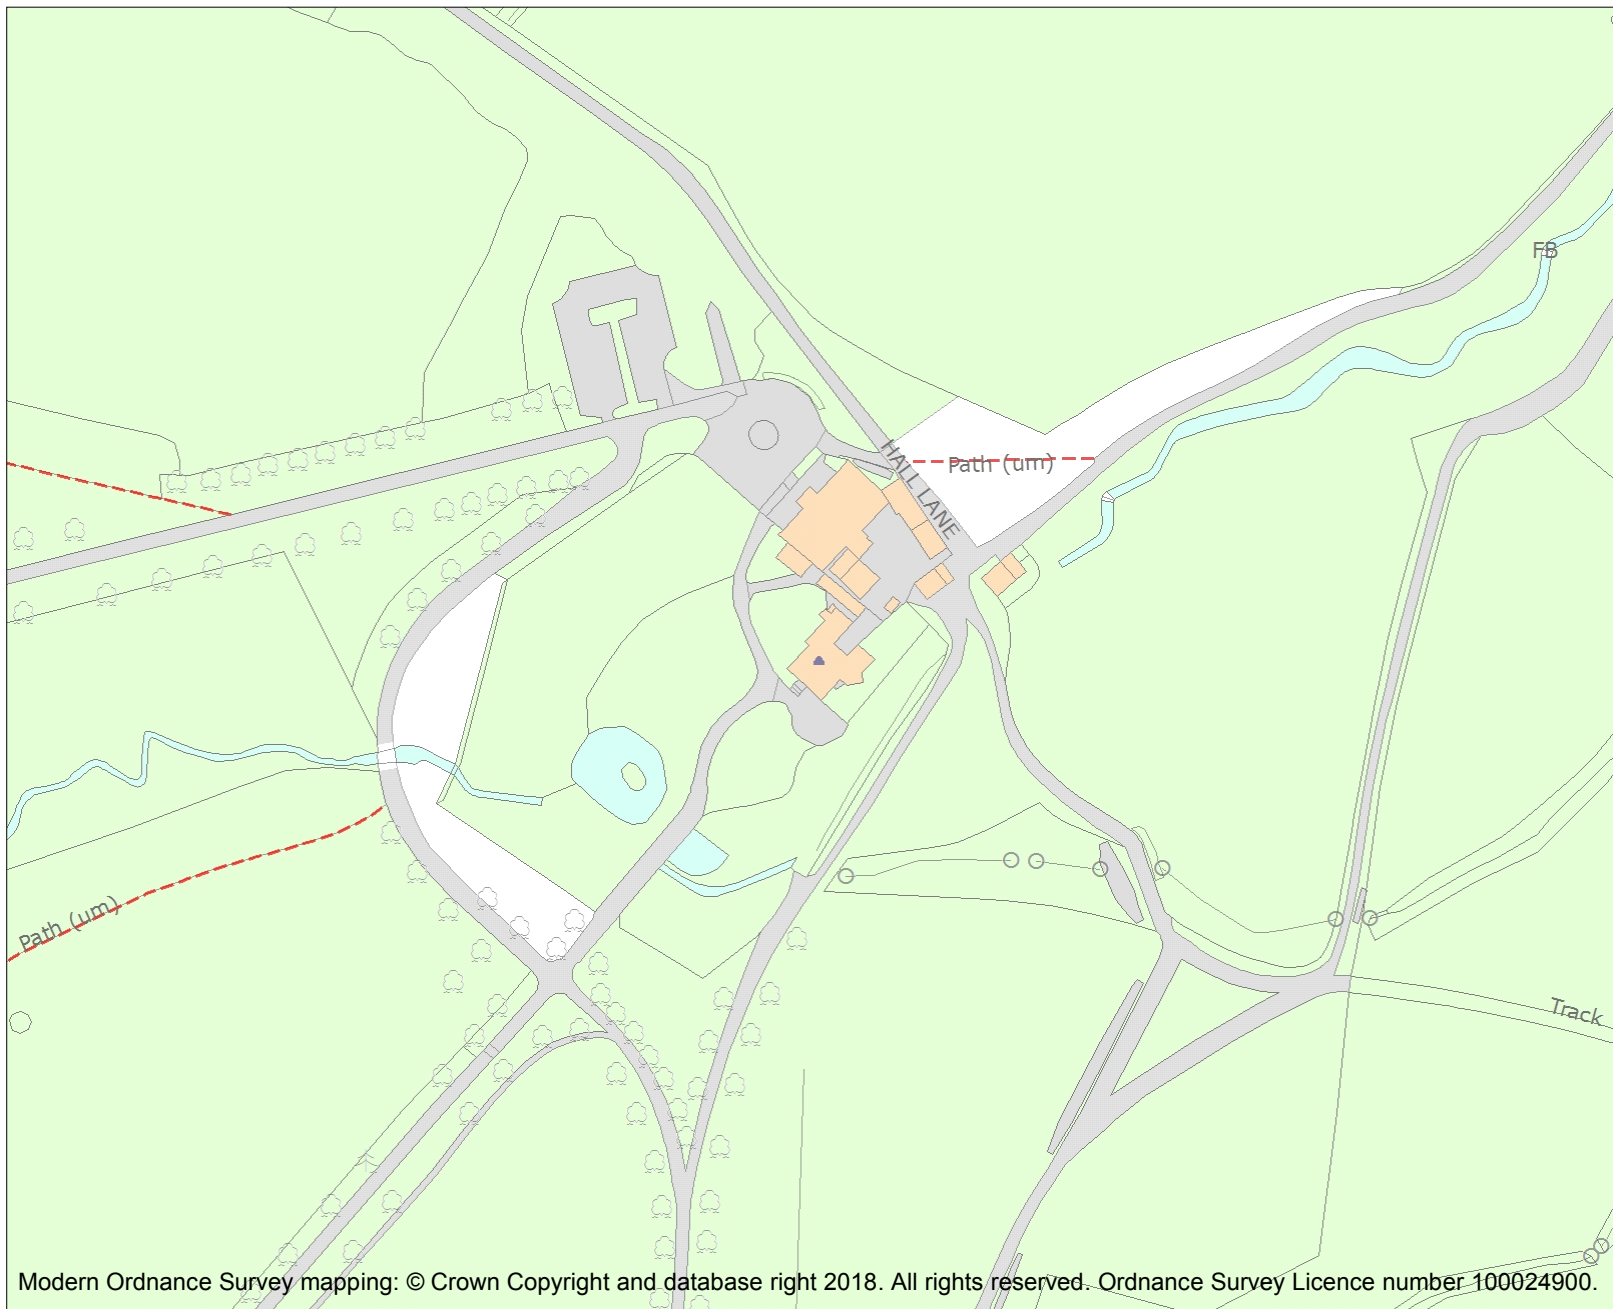 FB
HALL LANE
Path (um)
Path (um)
Track
Modern Ordnance Survey mapping: © Crown Copyright and database right 2018. All rights reserved. Ordnance Survey Licence number 100024900.